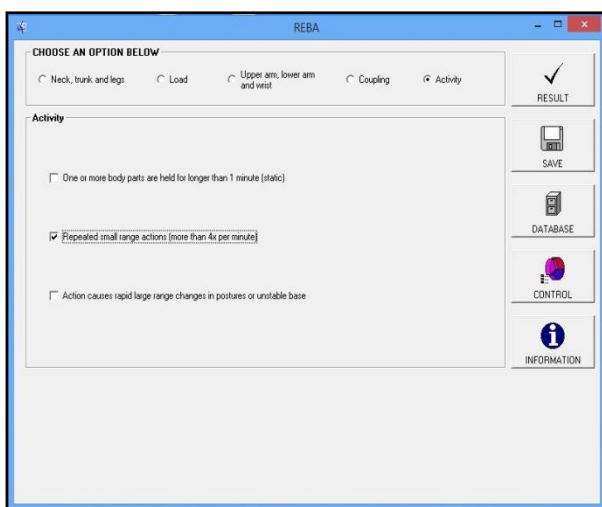 REBA
CHOOSE AN OPTION BELOW
Neck, trunk and legs
Load
Upper arm, lower arm
and wrist
Coupling
Activity
RESULT
Activity
One or more body parts are held for longer than 1 minute (static)
SAVE
Repeated small range actions (more than 4x per minute)
DATABASE
Action causes rapid large range changes in postures or unstable base
CONTROL
INFORMATION